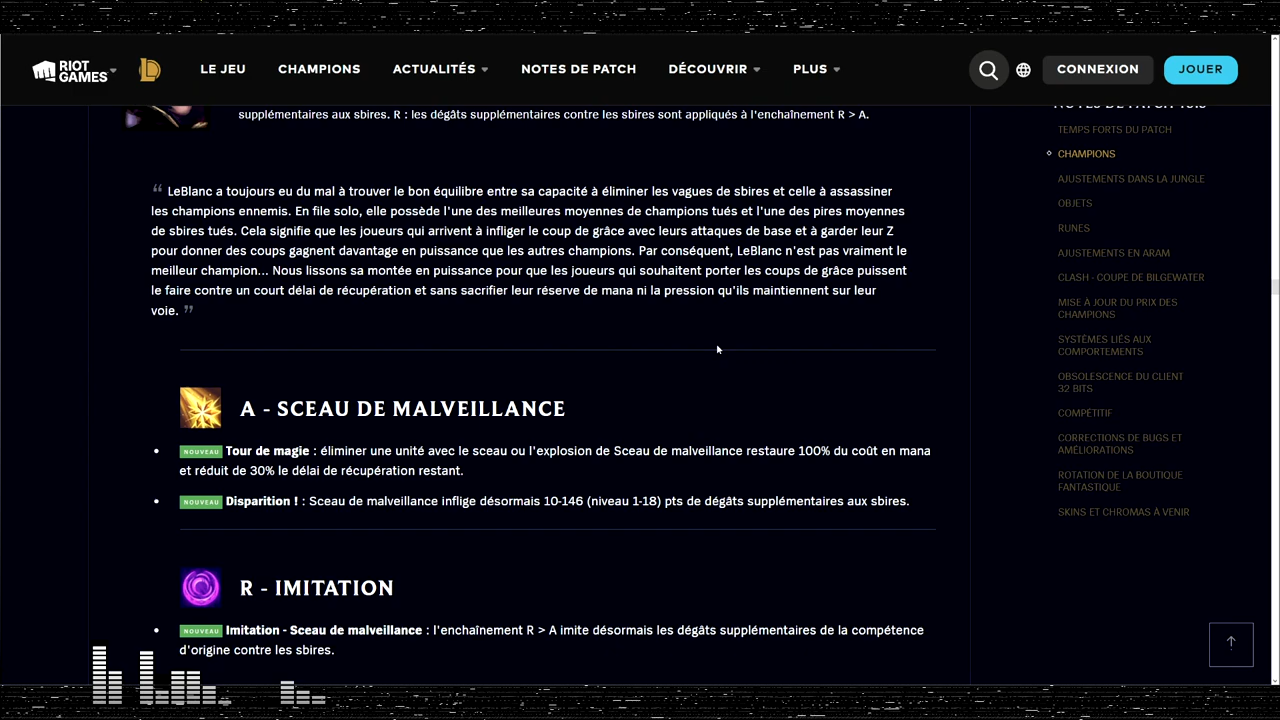 RIOT GAMES
LE JEU
CHAMPIONS
ACTUALITÉS
NOTES DE PATCH
DÉCOUVRIR
PLUS
CONNEXION
JOUER
supplémentaires aux sbires. R : les dégâts supplémentaires contre les sbires sont appliqués à l'enchaînement R > A.
“ LeBlanc a toujours eu du mal à trouver le bon équilibre entre sa capacité à éliminer les vagues de sbires et celle à assassiner
les champions ennemis. En file solo, elle possède l'une des meilleures moyennes de champions tués et l'une des pires moyennes
de sbires tués. Cela signifie que les joueurs qui arrivent à infliger le coup de grâce avec leurs attaques de base et à garder leur Z
pour donner des coups gagnent davantage en puissance que les autres champions. Par conséquent, LeBlanc n'est pas vraiment le
meilleur champion... Nous lissons sa montée en puissance pour que les joueurs qui souhaitent porter les coups de grâce puissent
le faire contre un court délai de récupération et sans sacrifier leur réserve de mana ni la pression qu'ils maintiennent sur leur
voie. ”
A - SCEAU DE MALVEILLANCE
• NOUVEAU Tour de magie : éliminer une unité avec le sceau ou l'explosion de Sceau de malveillance restaure 100% du coût en mana
et réduit de 30% le délai de récupération restant.
• NOUVEAU Disparition ! : Sceau de malveillance inflige désormais 10-146 (niveau 1-18) pts de dégâts supplémentaires aux sbires.
R - IMITATION
• NOUVEAU Imitation - Sceau de malveillance : l'enchaînement R > A imite désormais les dégâts supplémentaires de la compétence
d'origine contre les sbires.
TEMPS FORTS DU PATCH
CHAMPIONS
AJUSTEMENTS DANS LA JUNGLE
OBJETS
RUNES
AJUSTEMENTS EN ARAM
CLASH - COUPE DE BILGEWATER
MISE À JOUR DU PRIX DES
CHAMPIONS
SYSTÈMES LIÉS AUX
COMPORTEMENTS
OBSOLESCENCE DU CLIENT
32 BITS
COMPÉTITIF
CORRECTIONS DE BUGS ET
AMÉLIORATIONS
ROTATION DE LA BOUTIQUE
FANTASTIQUE
SKINS ET CHROMAS À VENIR